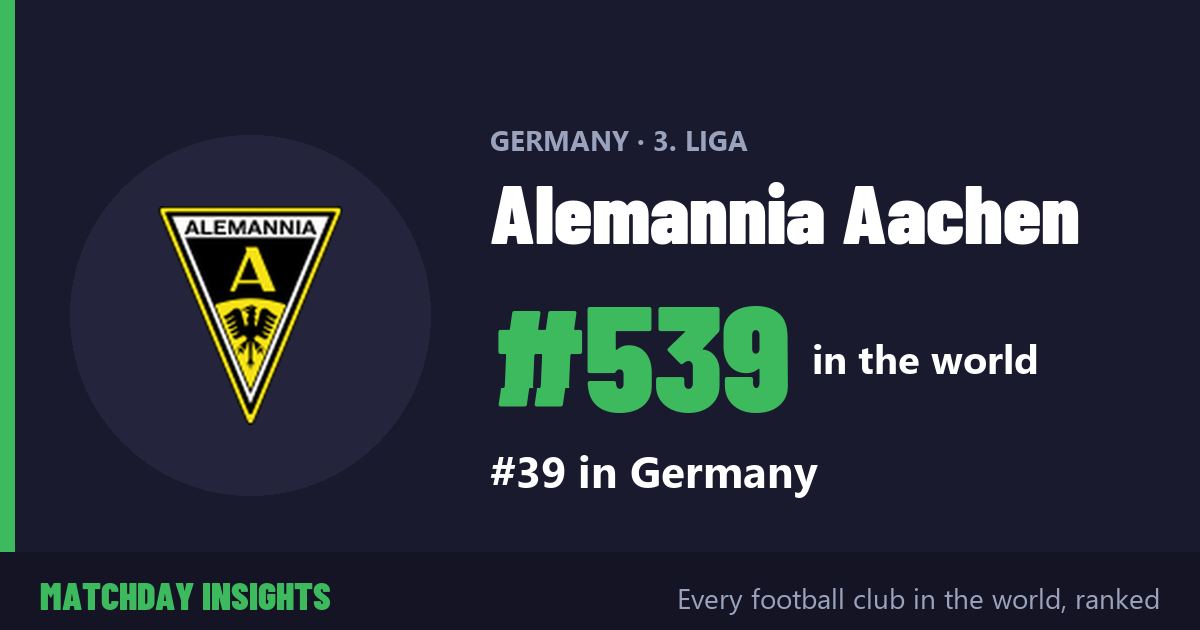 GERMANY · 3. LIGA
Alemannia Aachen
ALEMANNIA
A
#539 in the world
#39 in Germany
MATCHDAY INSIGHTS
Every football club in the world, ranked